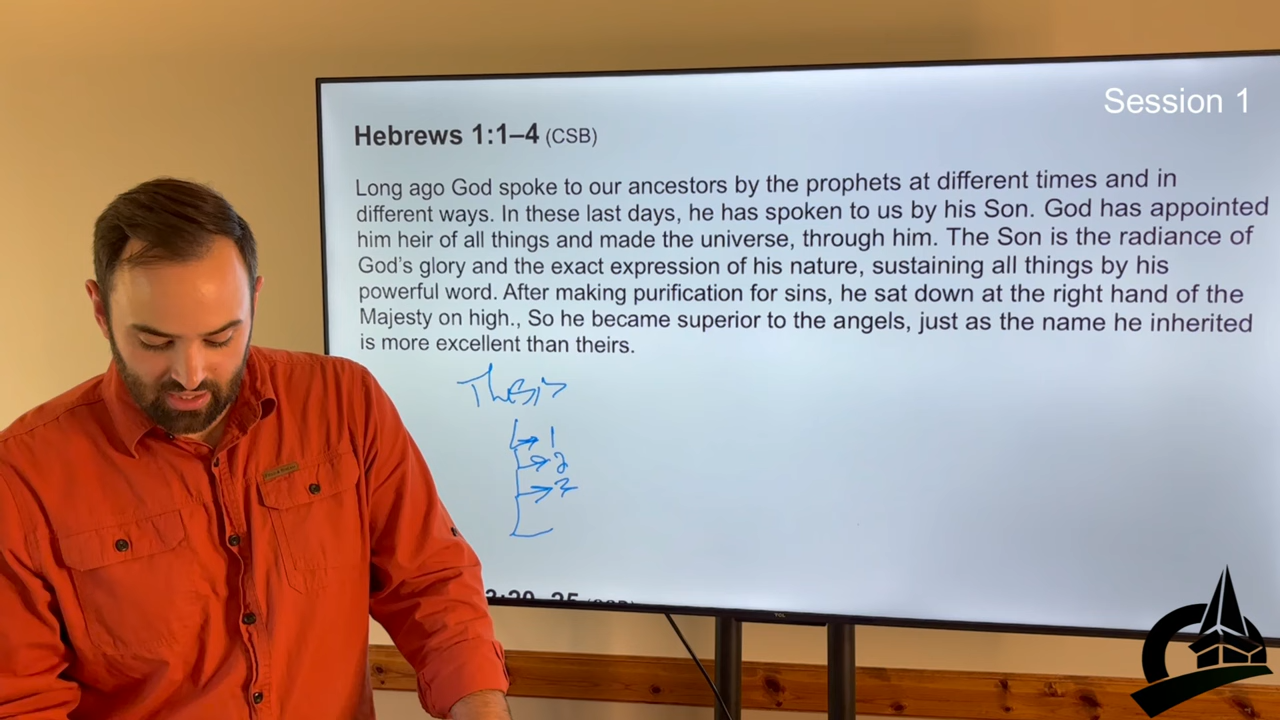 Session 1
Hebrews 1:1–4 (CSB)
Long ago God spoke to our ancestors by the prophets at different times and in
different ways. In these last days, he has spoken to us by his Son. God has appointed
him heir of all things and made the universe, through him. The Son is the radiance of
God's glory and the exact expression of his nature, sustaining all things by his
powerful word. After making purification for sins, he sat down at the right hand of the
Majesty on high., So he became superior to the angels, just as the name he inherited
is more excellent than theirs.
Thesis
1
2
3
TCL